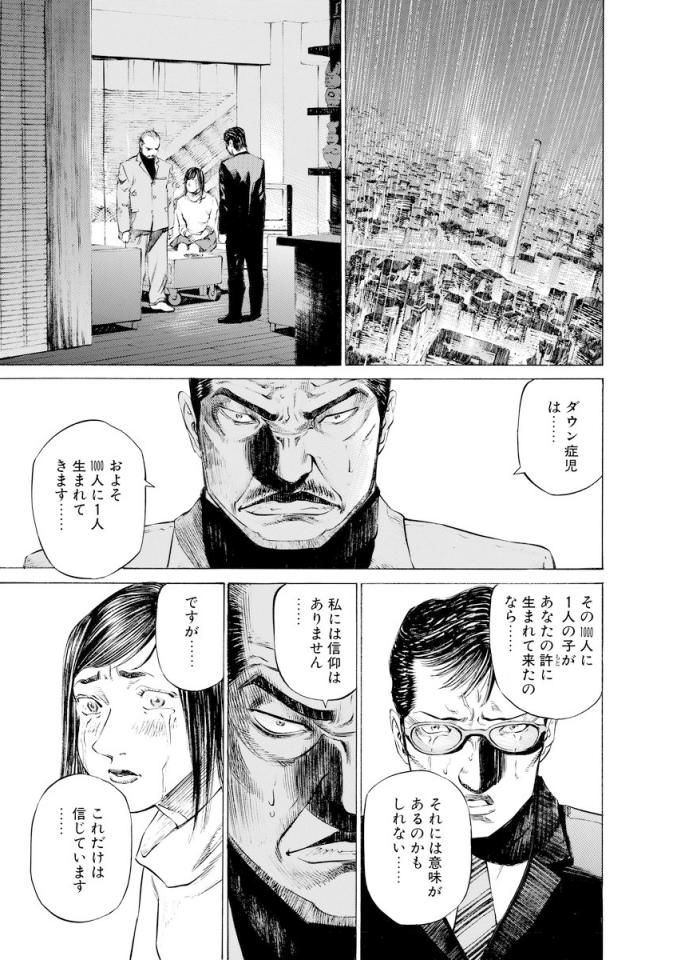 ダウン症児
は……
およそ
1000人に1人
生まれて
きます……
その1000人に
1人の子が
あなたの許に
生まれて来たの
なら……
それには意味が
あるのかも
しれない……
私には信仰は
ありません
……
ですが……
これだけは
信じています
……